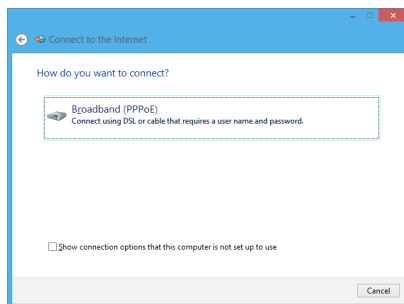 Connect to the Internet
How do you want to connect?
Broadband (PPPoE)
Connect using DSL or cable that requires a user name and password.
Show connection options that this computer is not set up to use
Cancel